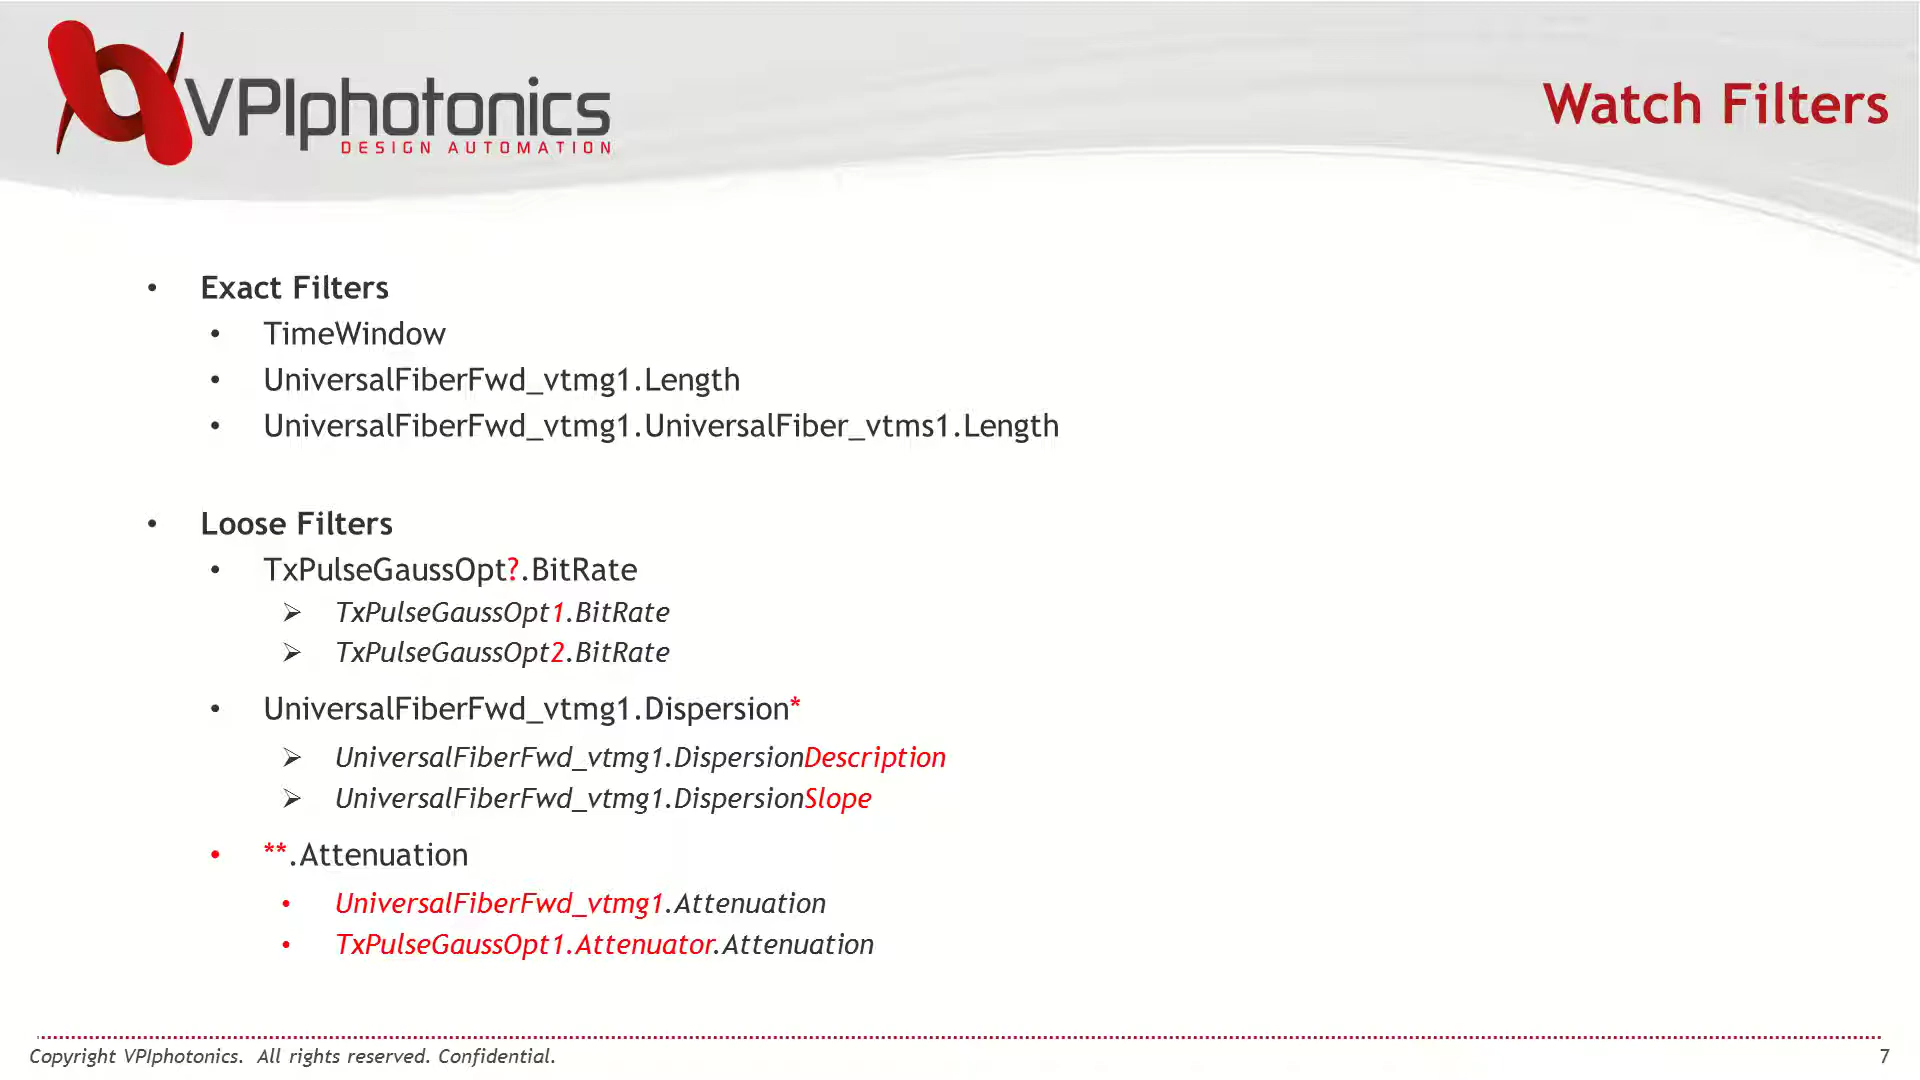 VPIphotonics
DESIGN AUTOMATION
Watch Filters
• Exact Filters
• TimeWindow
• UniversalFiberFwd_vtmg1.Length
• UniversalFiberFwd_vtmg1.UniversalFiber_vtms1.Length
• Loose Filters
• TxPulseGaussOpt?.BitRate
➢ TxPulseGaussOpt1.BitRate
➢ TxPulseGaussOpt2.BitRate
• UniversalFiberFwd_vtmg1.Dispersion*
➢ UniversalFiberFwd_vtmg1.DispersionDescription
➢ UniversalFiberFwd_vtmg1.DispersionSlope
• **.Attenuation
• UniversalFiberFwd_vtmg1.Attenuation
• TxPulseGaussOpt1.Attenuator.Attenuation
Copyright VPIphotonics. All rights reserved. Confidential.
7